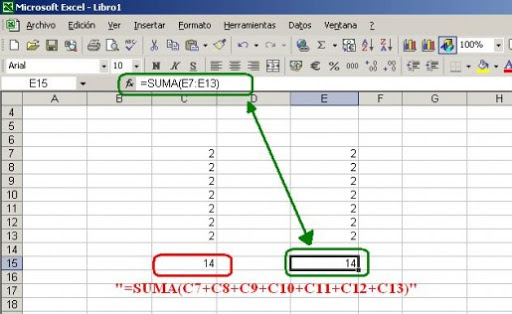 Microsoft Excel - Libro1
Archivo Edición Ver Insertar Formato Herramientas Datos Ventana ?
100%
Arial 10 N K S € % 000
E15 fx =SUMA(E7:E13)
A B C D E F G H
4
5
6
7 2 2
8 2 2
9 2 2
10 2 2
11 2 2
12 2 2
13 2 2
14
15 14 14
16
17 "=SUMA(C7+C8+C9+C10+C11+C12+C13)"
18